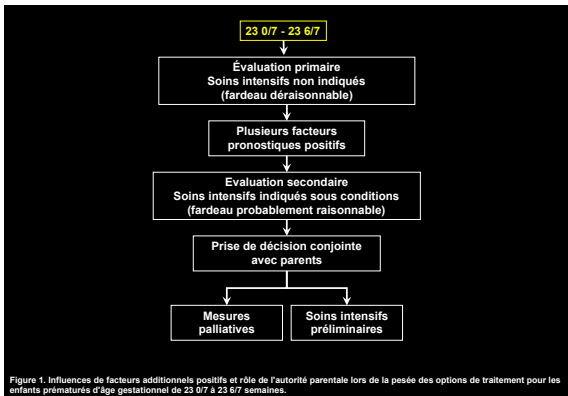 23 0/7 - 23 6/7
Évaluation primaire
Soins intensifs non indiqués
(fardeau déraisonnable)
Plusieurs facteurs
pronostiques positifs
Evaluation secondaire
Soins intensifs indiqués sous conditions
(fardeau probablement raisonnable)
Prise de décision conjointe
avec parents
Mesures
palliatives
Soins intensifs
préliminaires
Figure 1. Influences de facteurs additionnels positifs et rôle de l'autorité parentale lors de la pesée des options de traitement pour les
enfants prématurés d'âge gestationnel de 23 0/7 à 23 6/7 semaines.